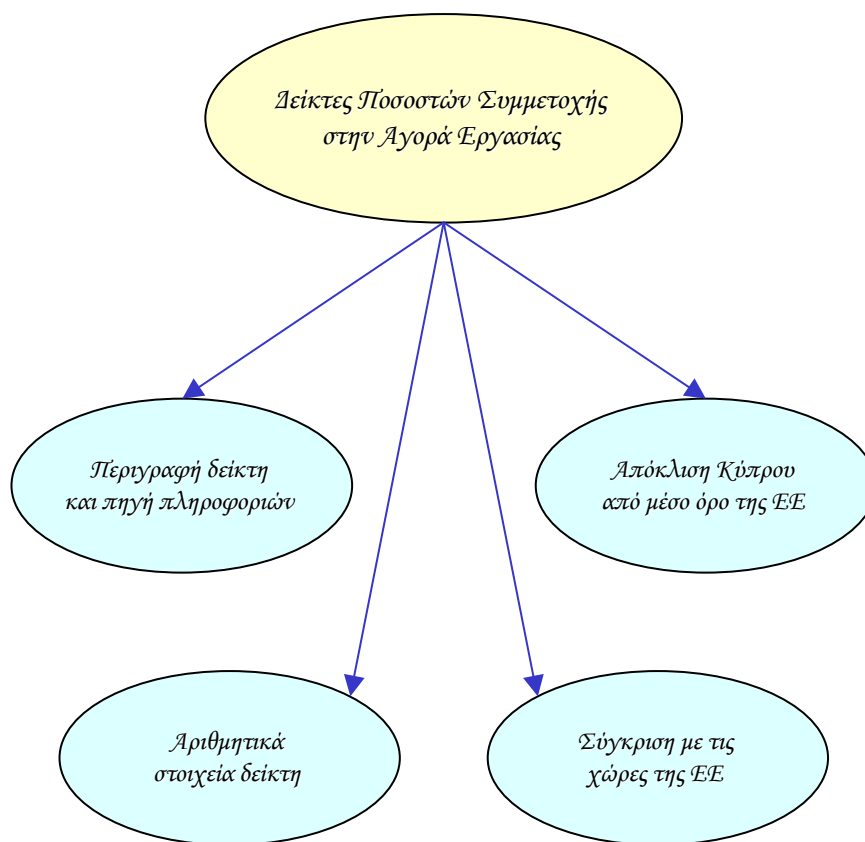 Δείκτες Ποσοστών Συμμετοχής
στην Αγορά Εργασίας
Περιγραφή δείκτη
και πηγή πληροφοριών
Απόκλιση Κύπρου
από μέσο όρο της ΕΕ
Αριθμητικά
στοιχεία δείκτη
Σύγκριση με τις
χώρες της ΕΕ